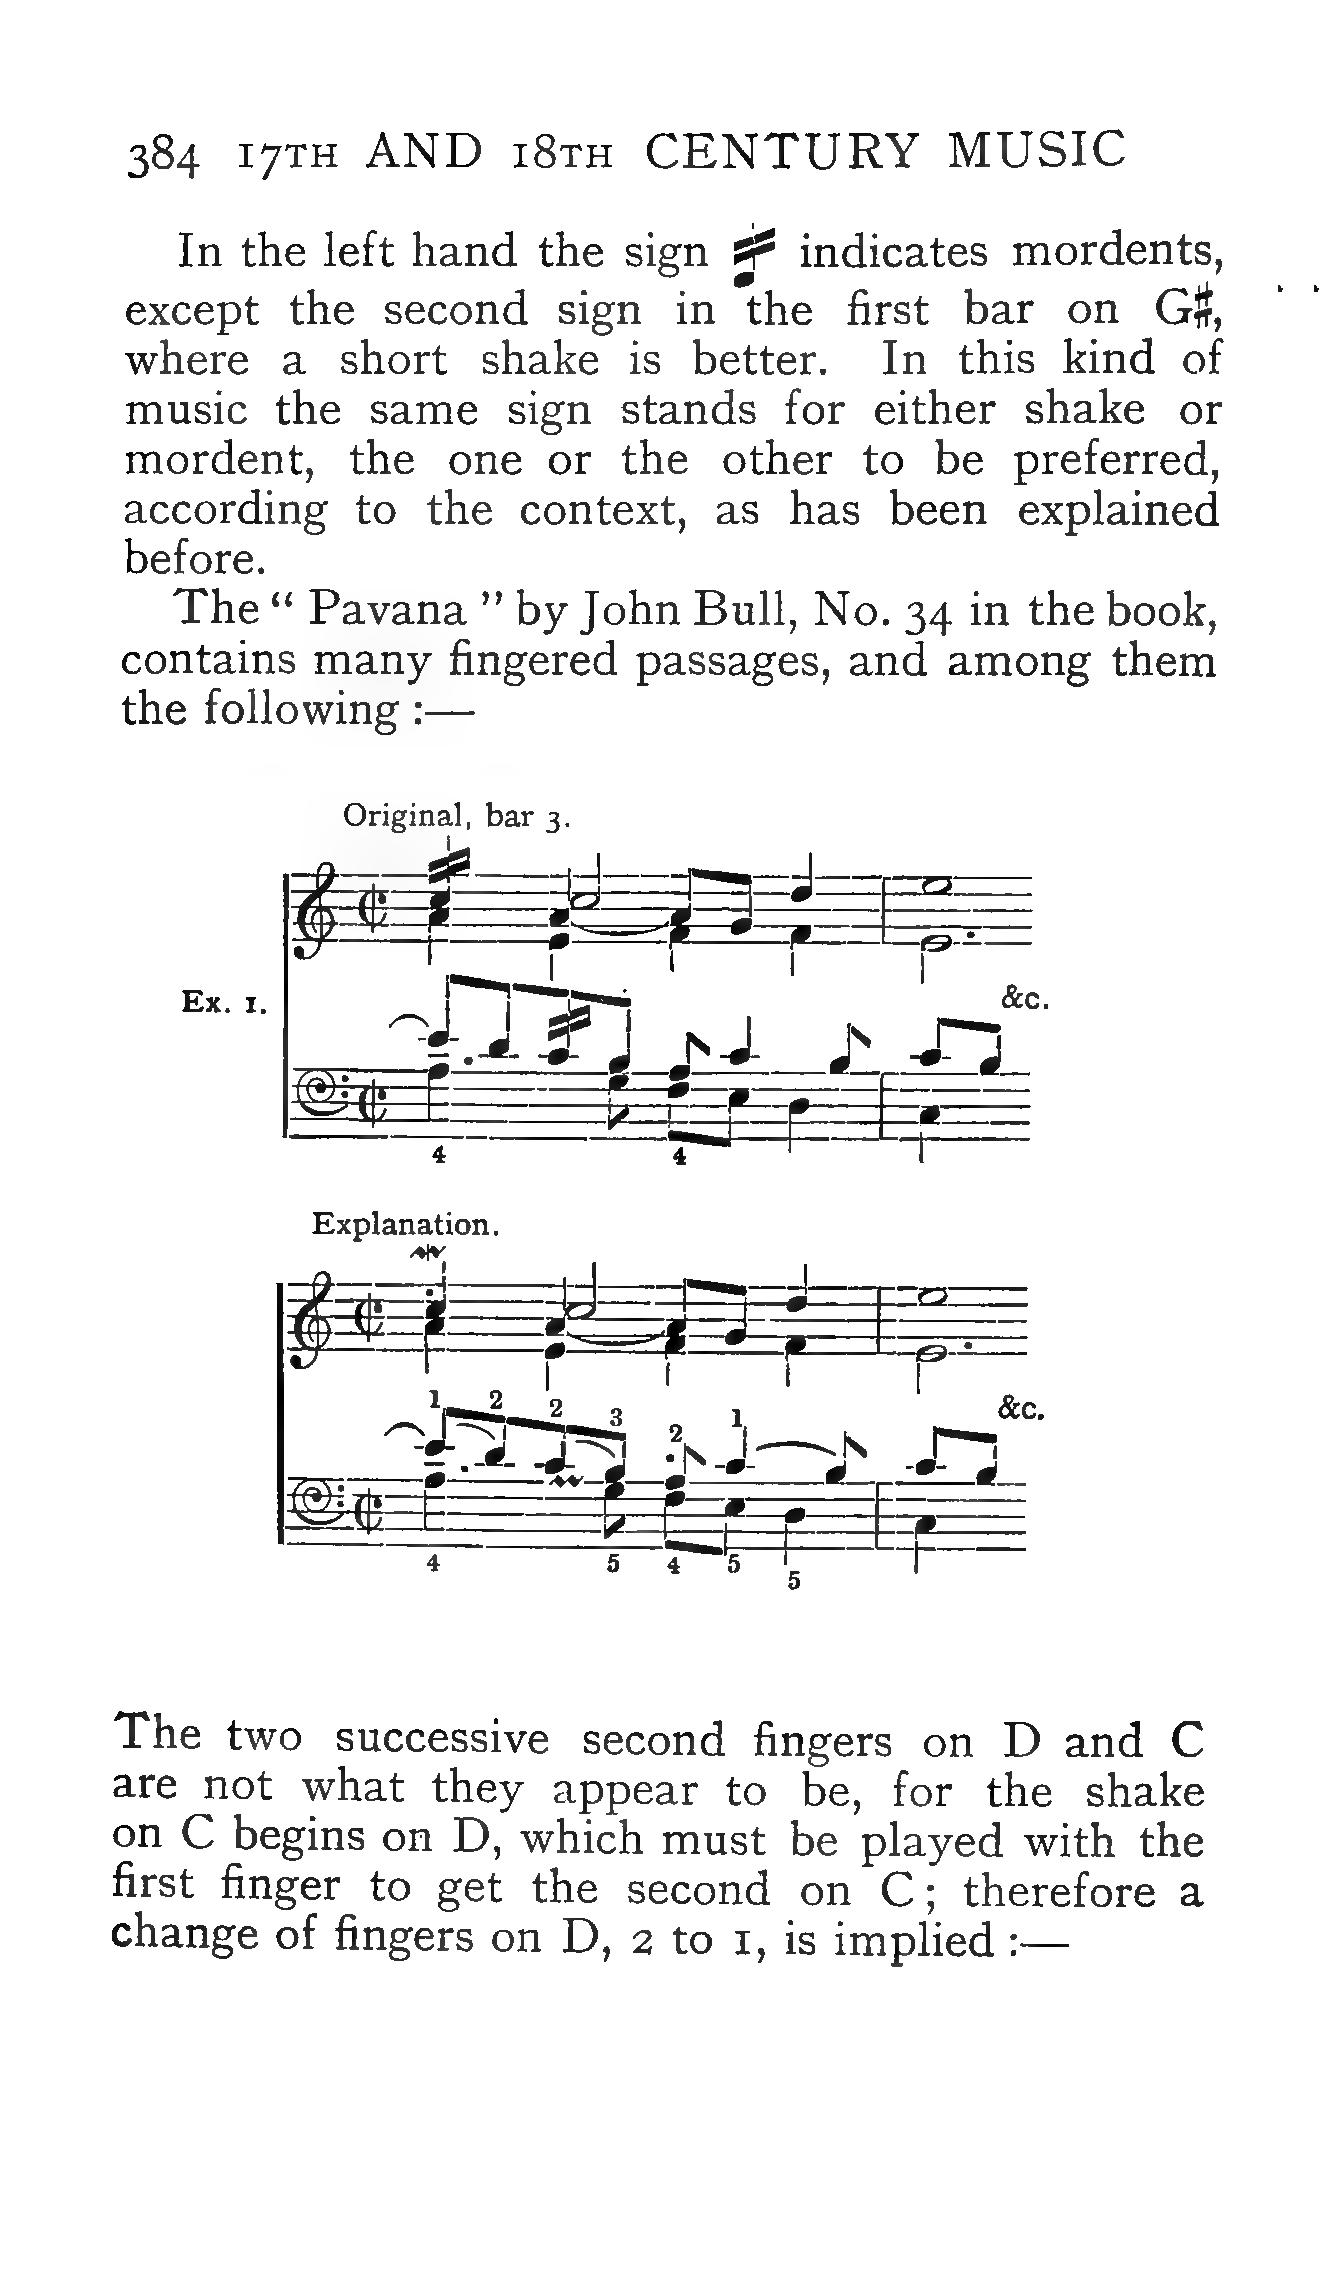 384 17TH AND 18TH CENTURY MUSIC
In the left hand the sign indicates mordents,
except the second sign in the first bar on G♯,
where a short shake is better. In this kind of
music the same sign stands for either shake or
mordent, the one or the other to be preferred,
according to the context, as has been explained
before.
The “ Pavana ” by John Bull, No. 34 in the book,
contains many fingered passages, and among them
the following :—
Original, bar 3.
Ex. 1.
&c.
4 4
Explanation.
1 2 2 3 2 1
&c.
4 5 4 5 5
The two successive second fingers on D and C
are not what they appear to be, for the shake
on C begins on D, which must be played with the
first finger to get the second on C ; therefore a
change of fingers on D, 2 to 1, is implied :—